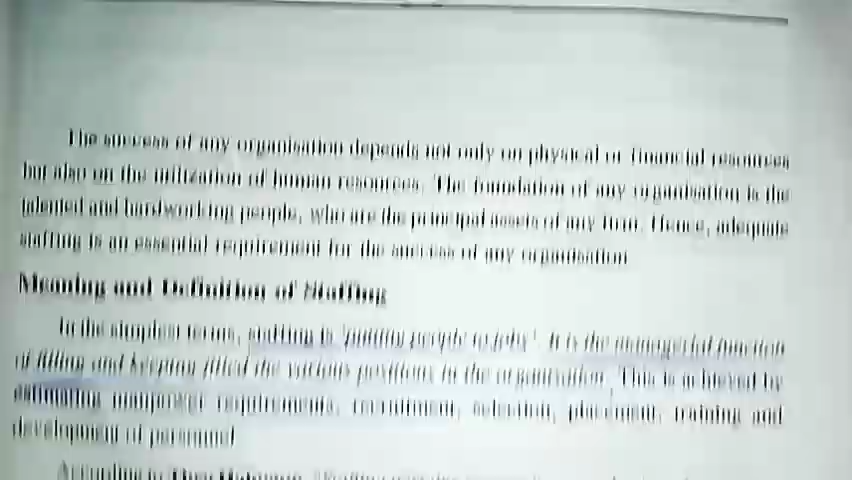 The success of any organisation depends not only on physical or financial resources
but also on the utilization of human resources. The foundation of any organisation is the
talented and hardworking people, who are the principal assets of any firm. Hence, adequate
staffing is an essential requirement for the success of any organisation.
Meaning and Definition of Staffing
In the simplest terms, staffing is 'putting people to jobs'. It is the managerial function
of filling and keeping filled the various positions in the organisation. This is achieved by
estimating manpower requirements, recruitment, selection, placement, training and
development of personnel
According to